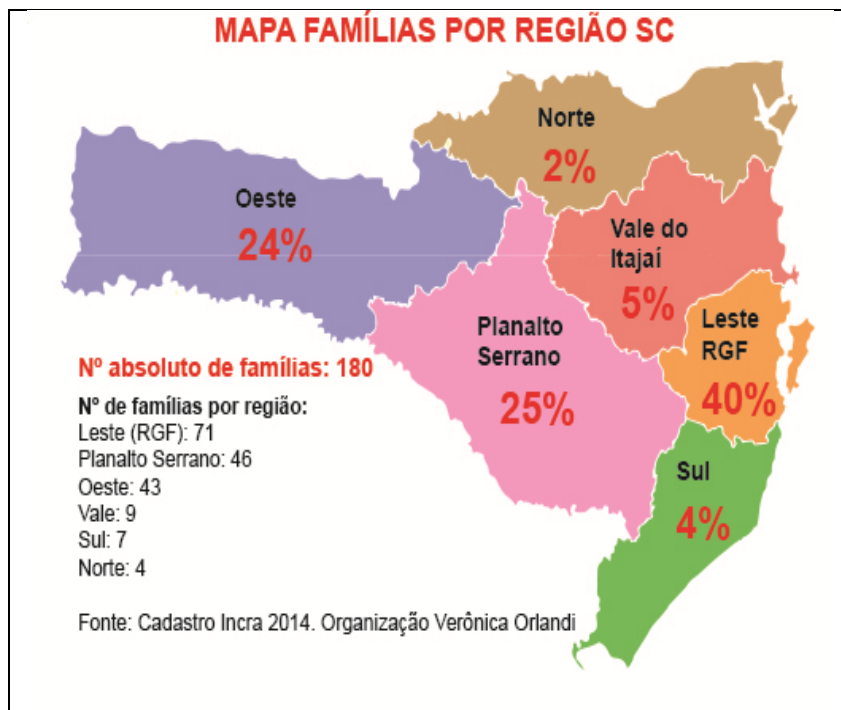 MAPA FAMÍLIAS POR REGIÃO SC
Norte
2%
Oeste
24%
Vale do
Itajaí
5%
Leste
RGF
40%
Planalto
Serrano
25%
Sul
4%
Nº absoluto de famílias: 180
Nº de famílias por região:
Leste (RGF): 71
Planalto Serrano: 46
Oeste: 43
Vale: 9
Sul: 7
Norte: 4
Fonte: Cadastro Incra 2014. Organização Verônica Orlandi